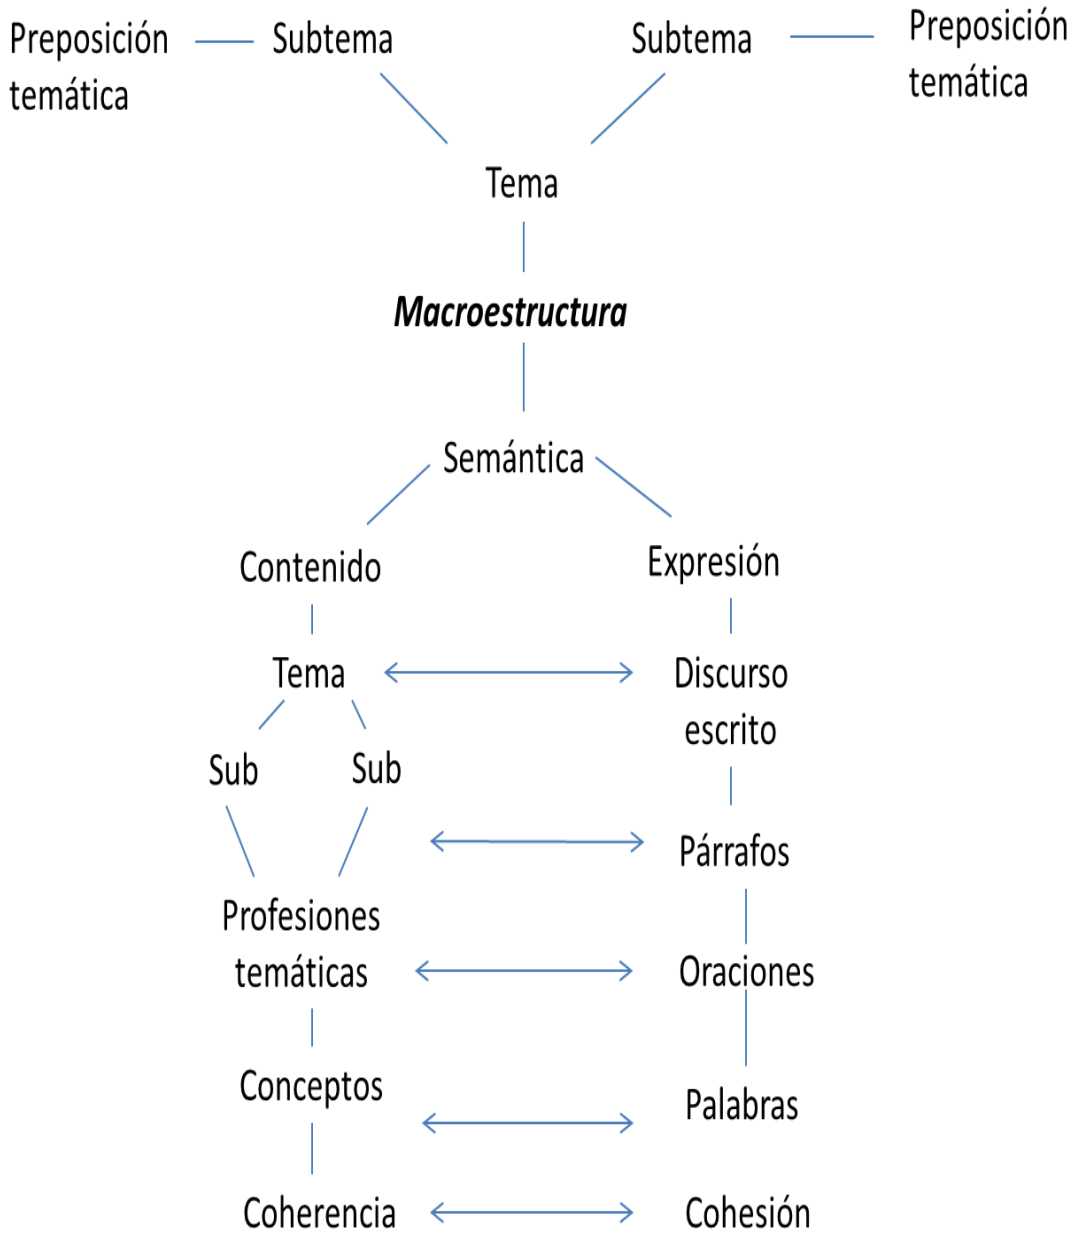 Preposición
temática
Subtema
Subtema
Preposición
temática
Tema
Macroestructura
Semántica
Contenido
Expresión
Tema
Discurso
escrito
Sub
Sub
Párrafos
Profesiones
temáticas
Oraciones
Conceptos
Palabras
Coherencia
Cohesión